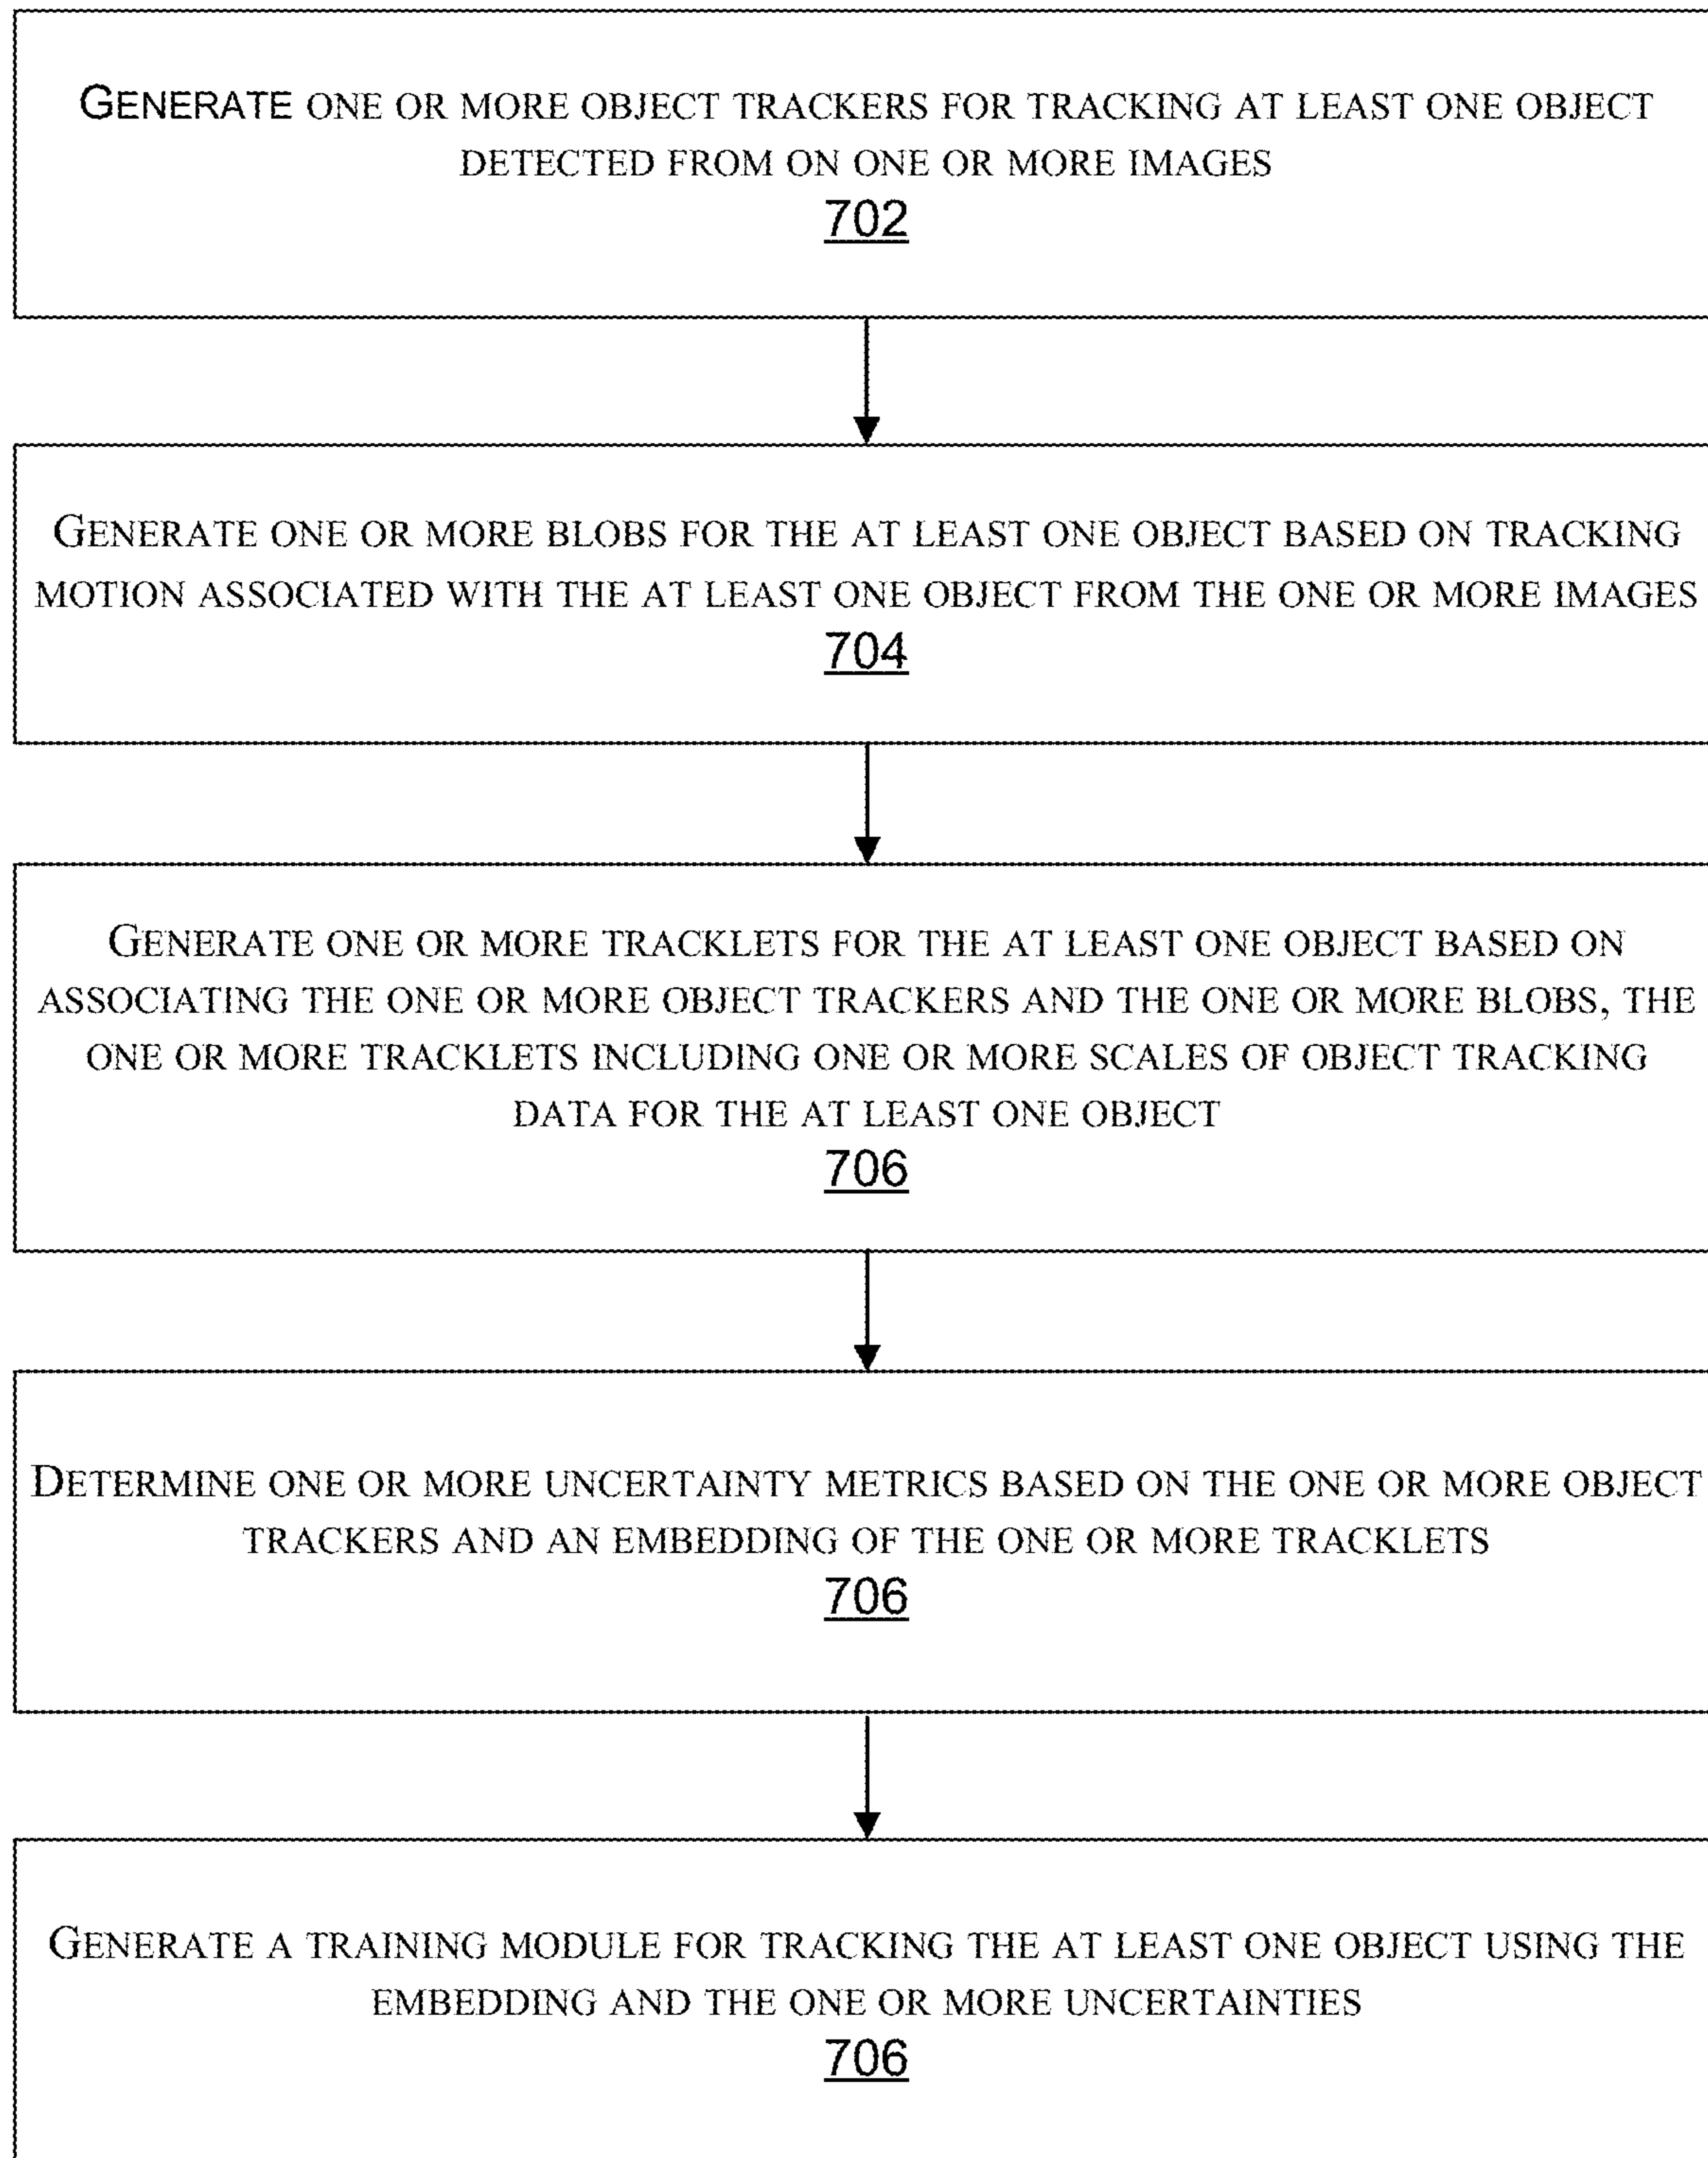 GENERATE ONE OR MORE OBJECT TRACKERS FOR TRACKING AT LEAST ONE OBJECT
DETECTED FROM ON ONE OR MORE IMAGES
702
GENERATE ONE OR MORE BLOBS FOR THE AT LEAST ONE OBJECT BASED ON TRACKING
MOTION ASSOCIATED WITH THE AT LEAST ONE OBJECT FROM THE ONE OR MORE IMAGES
704
GENERATE ONE OR MORE TRACKLETS FOR THE AT LEAST ONE OBJECT BASED ON
ASSOCIATING THE ONE OR MORE OBJECT TRACKERS AND THE ONE OR MORE BLOBS, THE
ONE OR MORE TRACKLETS INCLUDING ONE OR MORE SCALES OF OBJECT TRACKING
DATA FOR THE AT LEAST ONE OBJECT
706
DETERMINE ONE OR MORE UNCERTAINTY METRICS BASED ON THE ONE OR MORE OBJECT
TRACKERS AND AN EMBEDDING OF THE ONE OR MORE TRACKLETS
706
GENERATE A TRAINING MODULE FOR TRACKING THE AT LEAST ONE OBJECT USING THE
EMBEDDING AND THE ONE OR MORE UNCERTAINTIES
706